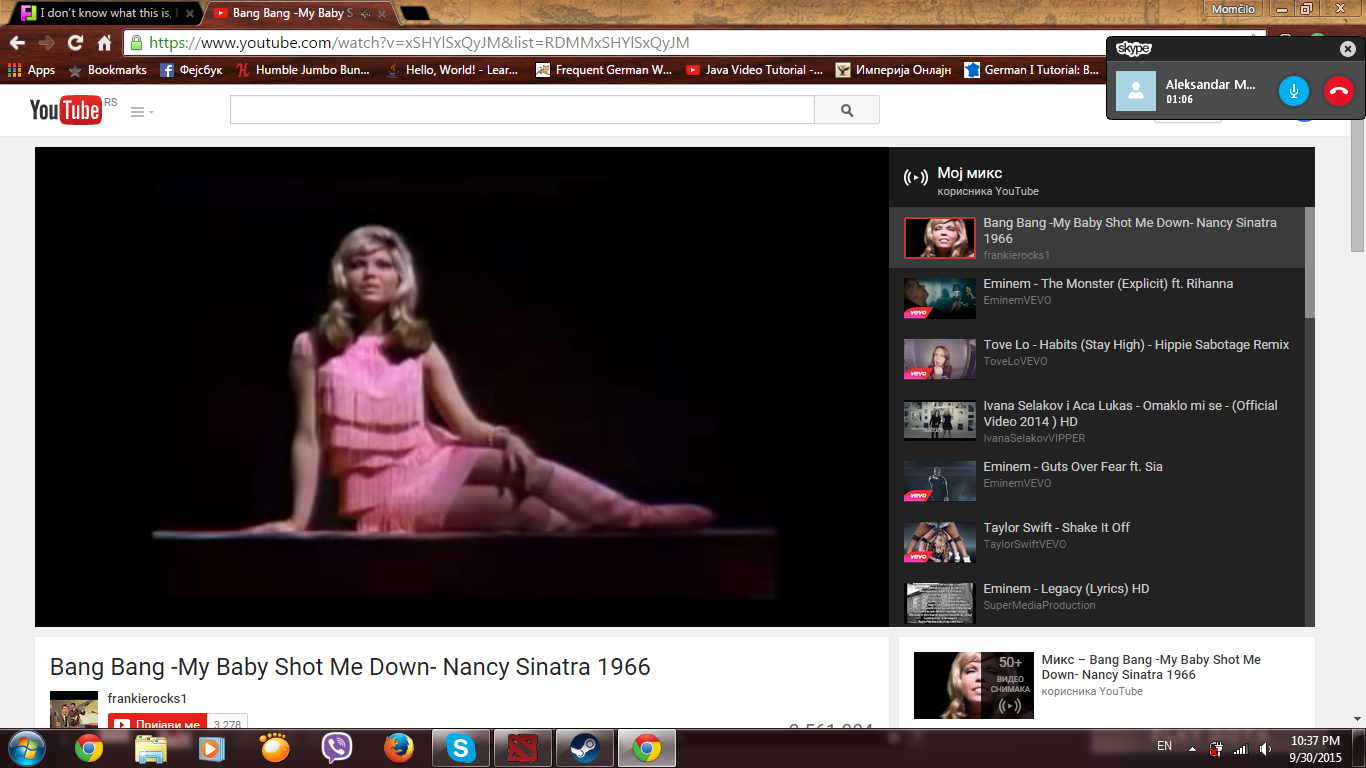 I don't know what this is, I
Bang Bang -My Baby S
Momčilo
https://www.youtube.com/watch?v=xSHYlSxQyJM&list=RDMMxSHYlSxQyJM
Apps
Bookmarks
Фејсбук
Humble Jumbo Bun...
Hello, World! - Lear...
Frequent German W...
Java Video Tutorial -...
Империја Онлајн
German I Tutorial: B...
skype
Aleksandar M...
01:06
YouTube RS
Мој микс
корисника YouTube
Bang Bang -My Baby Shot Me Down- Nancy Sinatra
1966
frankierocks1
Eminem - The Monster (Explicit) ft. Rihanna
EminemVEVO
vevo
Tove Lo - Habits (Stay High) - Hippie Sabotage Remix
ToveLoVEVO
vevo
Ivana Selakov i Aca Lukas - Omaklo mi se - (Official
Video 2014 ) HD
IvanaSelakovVIPPER
Eminem - Guts Over Fear ft. Sia
EminemVEVO
vevo
Taylor Swift - Shake It Off
TaylorSwiftVEVO
vevo
Eminem - Legacy (Lyrics) HD
SuperMediaProduction
Bang Bang -My Baby Shot Me Down- Nancy Sinatra 1966
frankierocks1
Пријави ме 3.278
50+
ВИДЕО
СНИМАКА
Микс – Bang Bang -My Baby Shot Me
Down- Nancy Sinatra 1966
корисника YouTube
EN
10:37 PM
9/30/2015